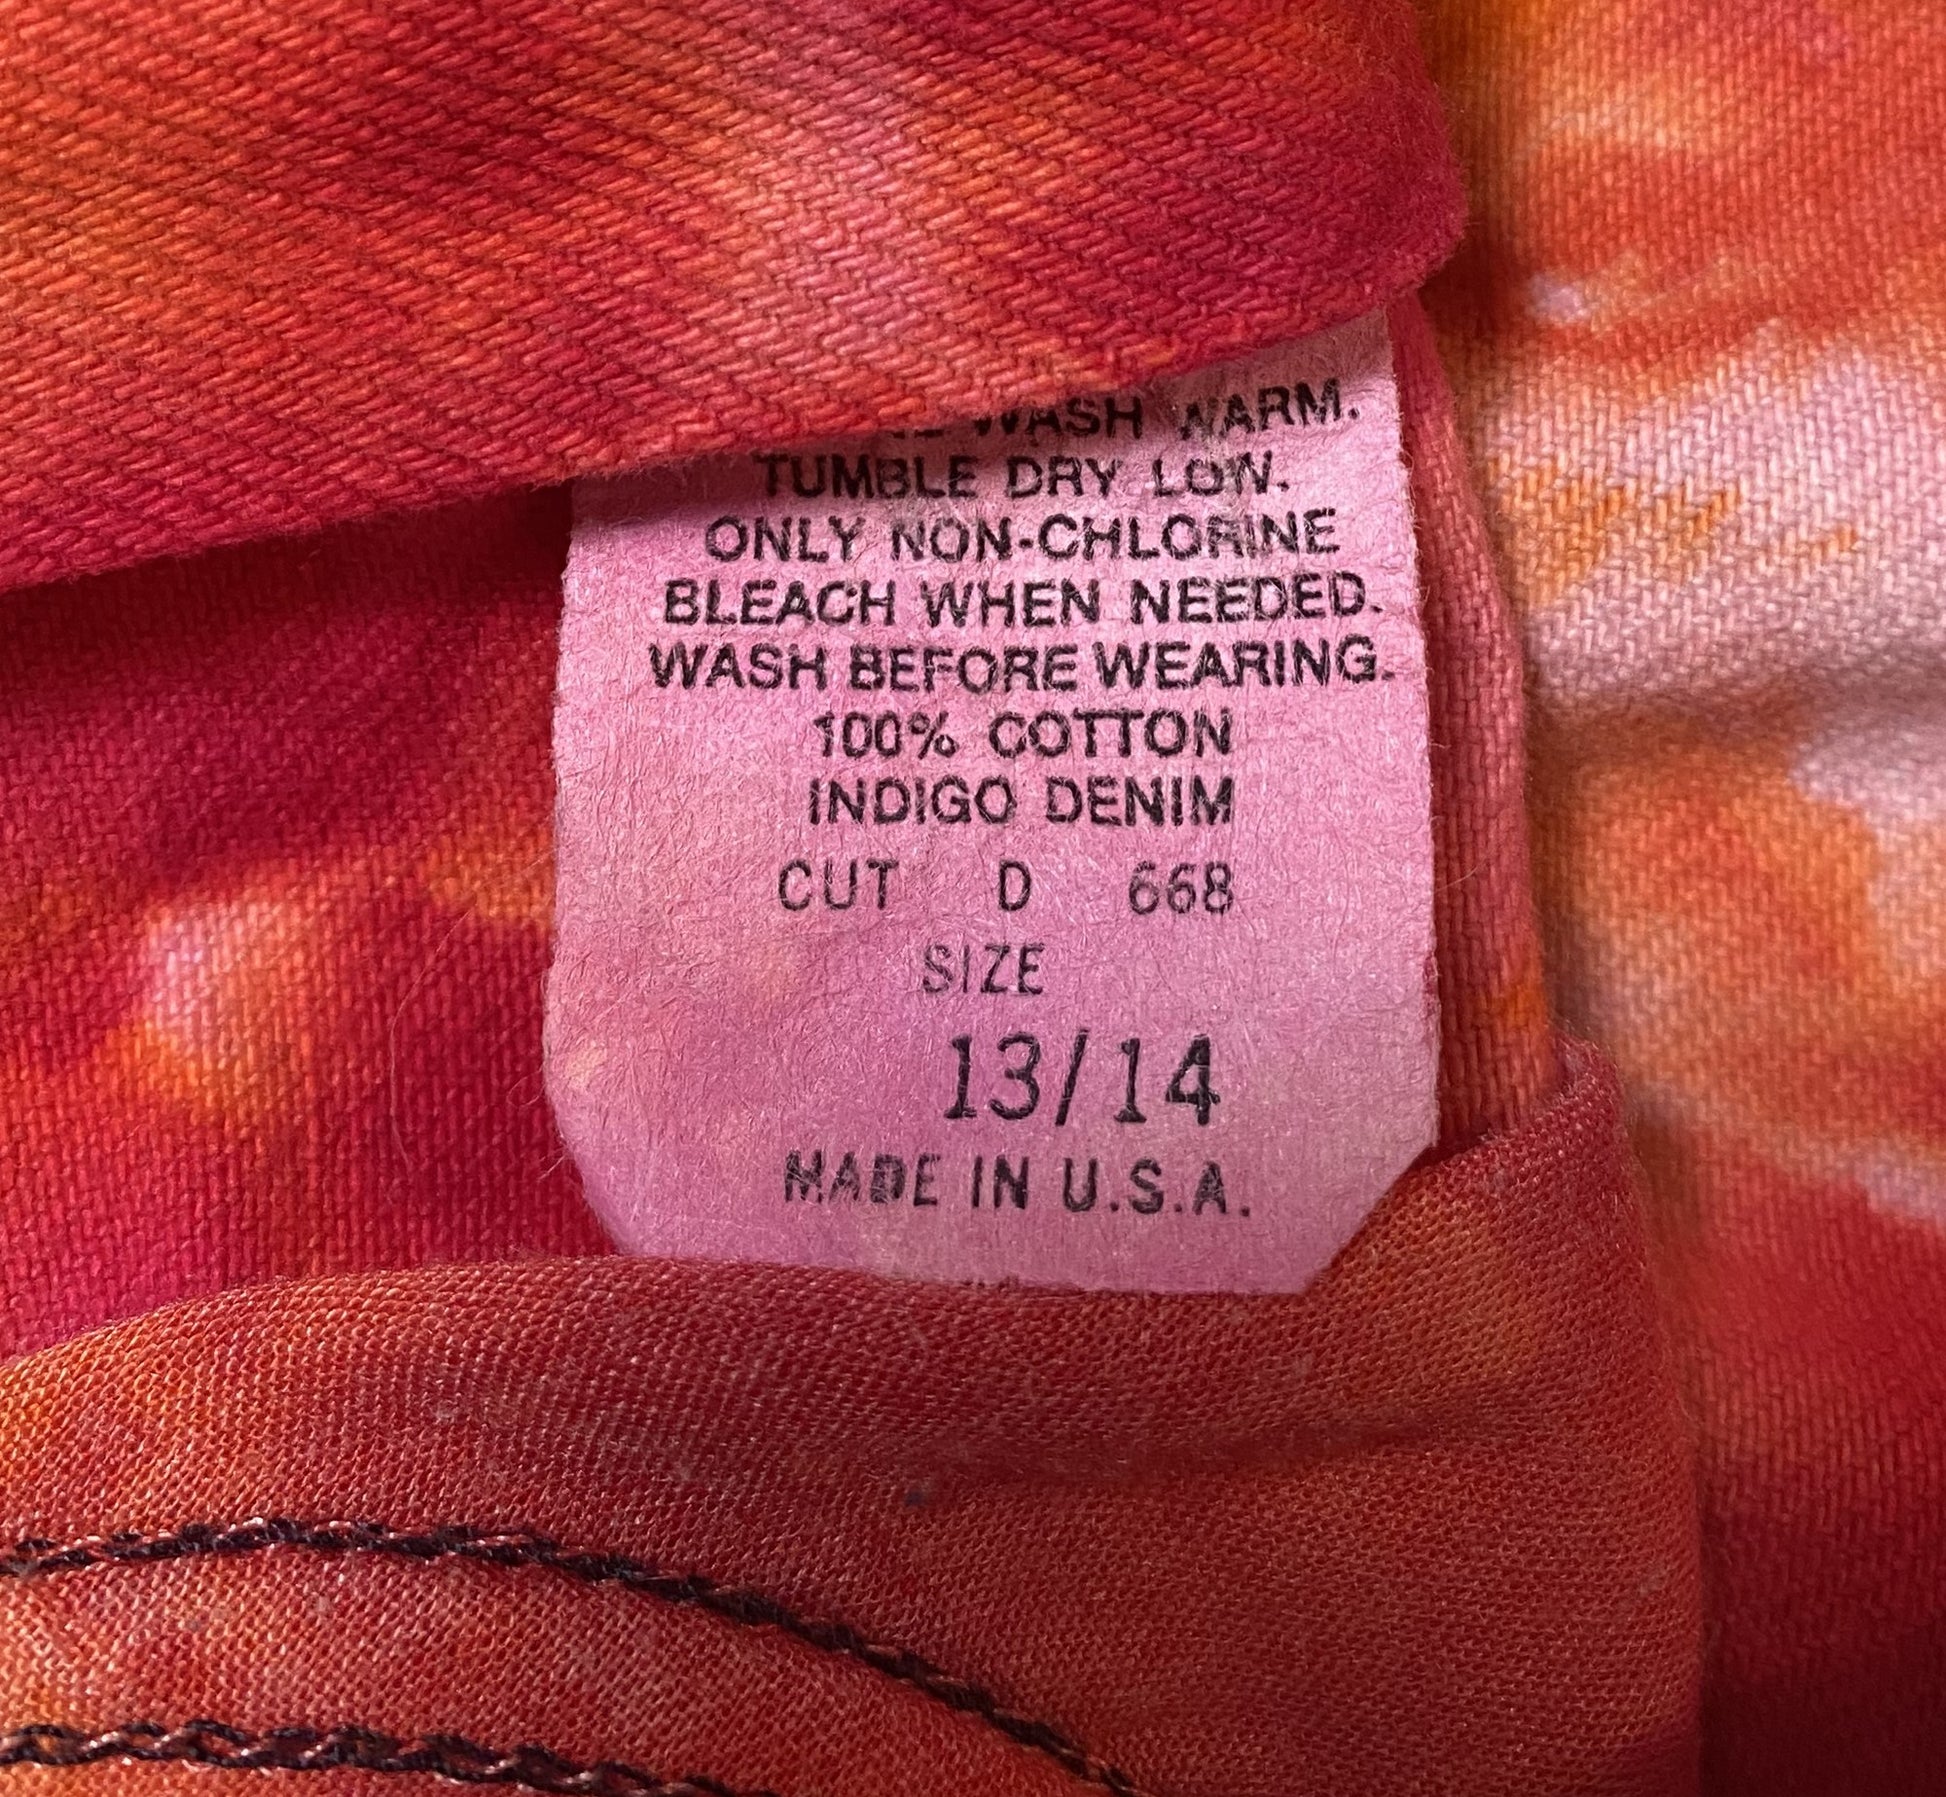 WASH WARM.
TUMBLE DRY LOW.
ONLY NON-CHLORINE
BLEACH WHEN NEEDED.
WASH BEFORE WEARING.
100% COTTON
INDIGO DENIM
CUT D 668
SIZE
13/14
MADE IN U.S.A.